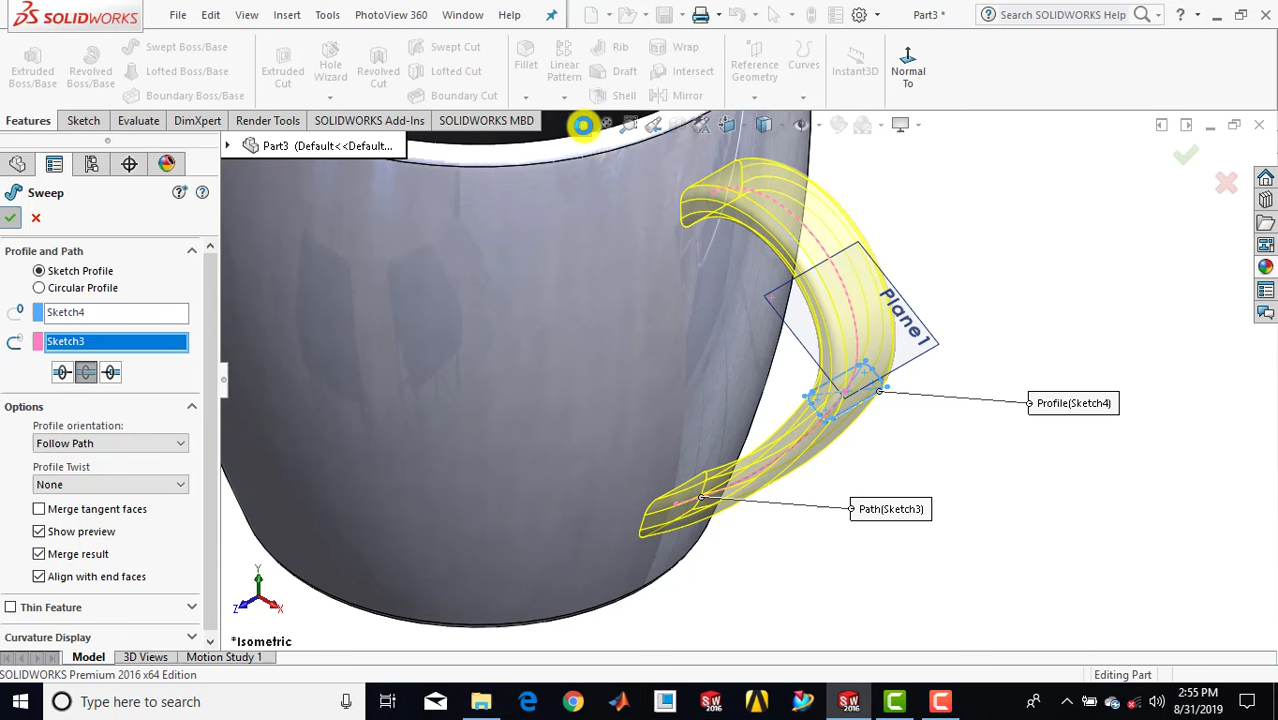 SOLIDWORKS File Edit View Insert Tools PhotoView 360 Window Help Part3 * Search SOLIDWORKS Help ?
Extruded Boss/Base
Revolved Boss/Base
Swept Boss/Base
Lofted Boss/Base
Boundary Boss/Base
Extruded Cut
Hole Wizard
Revolved Cut
Swept Cut
Lofted Cut
Boundary Cut
Fillet
Linear Pattern
Rib
Draft
Shell
Wrap
Intersect
Mirror
Reference Geometry
Curves
Instant3D
Normal To
Features Sketch Evaluate DimXpert Render Tools SOLIDWORKS Add-Ins SOLIDWORKS MBD
Part3 (Default<<Default...
Sweep
Profile and Path
Sketch Profile
Circular Profile
Sketch4
Sketch3
Options
Profile orientation:
Follow Path
Profile Twist
None
Merge tangent faces
Show preview
Merge result
Align with end faces
Thin Feature
Curvature Display
Plane1
Profile(Sketch4)
Path(Sketch3)
Y
Z
X
*Isometric
Model 3D Views Motion Study 1
SOLIDWORKS Premium 2016 x64 Edition Editing Part
Type here to search
SW 2016
SW 2016
2:55 PM
8/31/2019